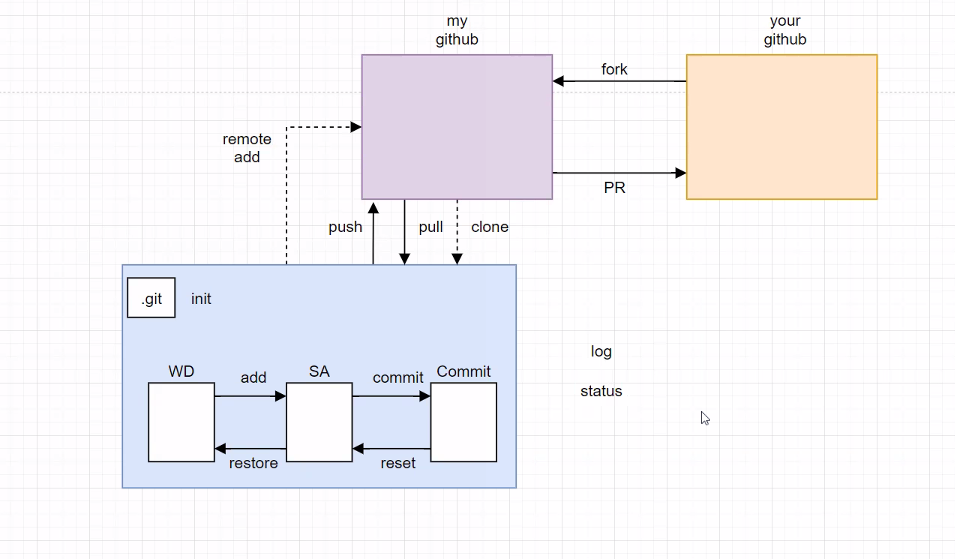 my
github
your
github
fork
remote
add
PR
push
pull
clone
.git
init
log
WD
add
SA
commit
Commit
status
restore
reset